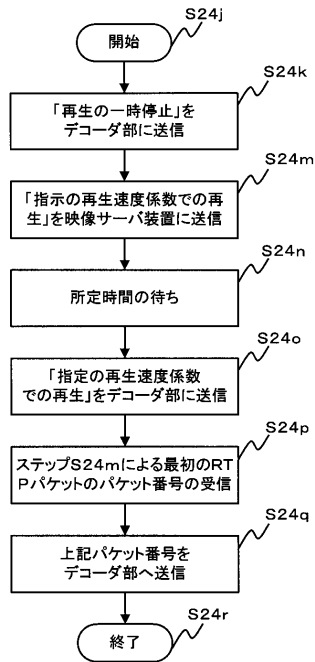 S24j
開始
S24k
「再生の一時停止」を
デコーダ部に送信
S24m
「指示の再生速度係数での再
生」を映像サーバ装置に送信
S24n
所定時間の待ち
S24o
「指定の再生速度係数
での再生」をデコーダ部に送信
S24p
ステップS24mによる最初のRT
Pパケットのパケット番号の受信
S24q
上記パケット番号を
デコーダ部へ送信
S24r
終了